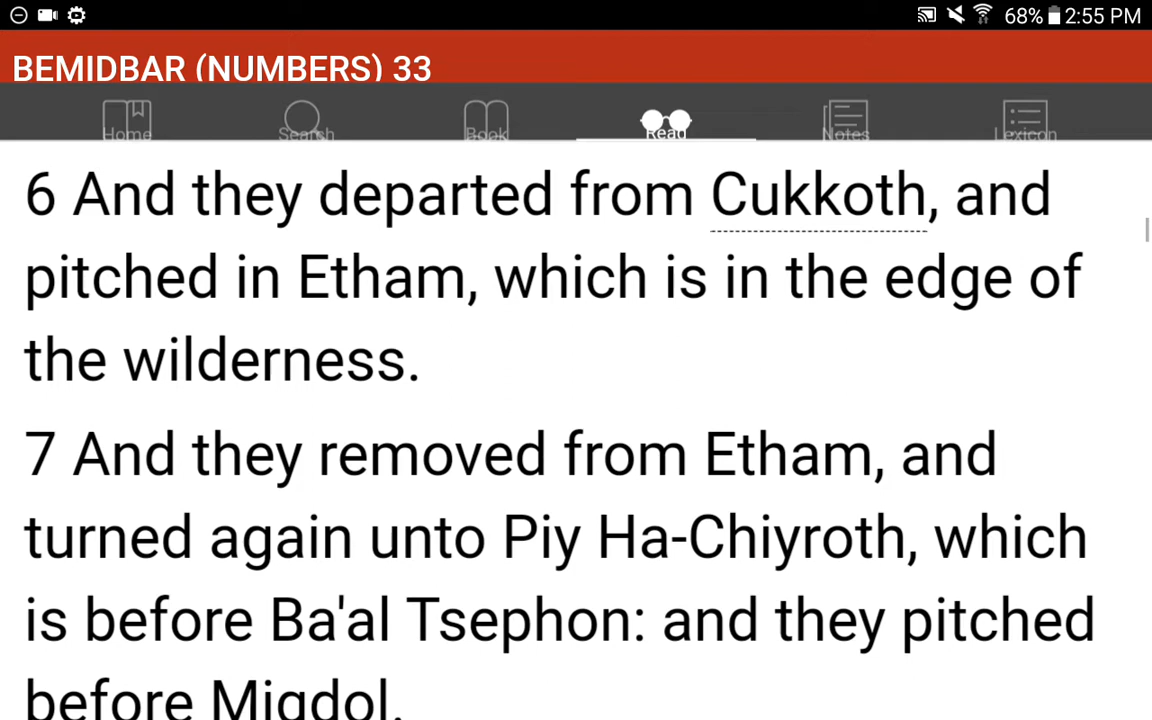 68% 2:55 PM
BEMIDBAR (NUMBERS) 33
Home Search Book Read Notes Lexicon
6 And they departed from Cukkoth, and
pitched in Etham, which is in the edge of
the wilderness.
7 And they removed from Etham, and
turned again unto Piy Ha-Chiyroth, which
is before Ba'al Tsephon: and they pitched
before Migdol.